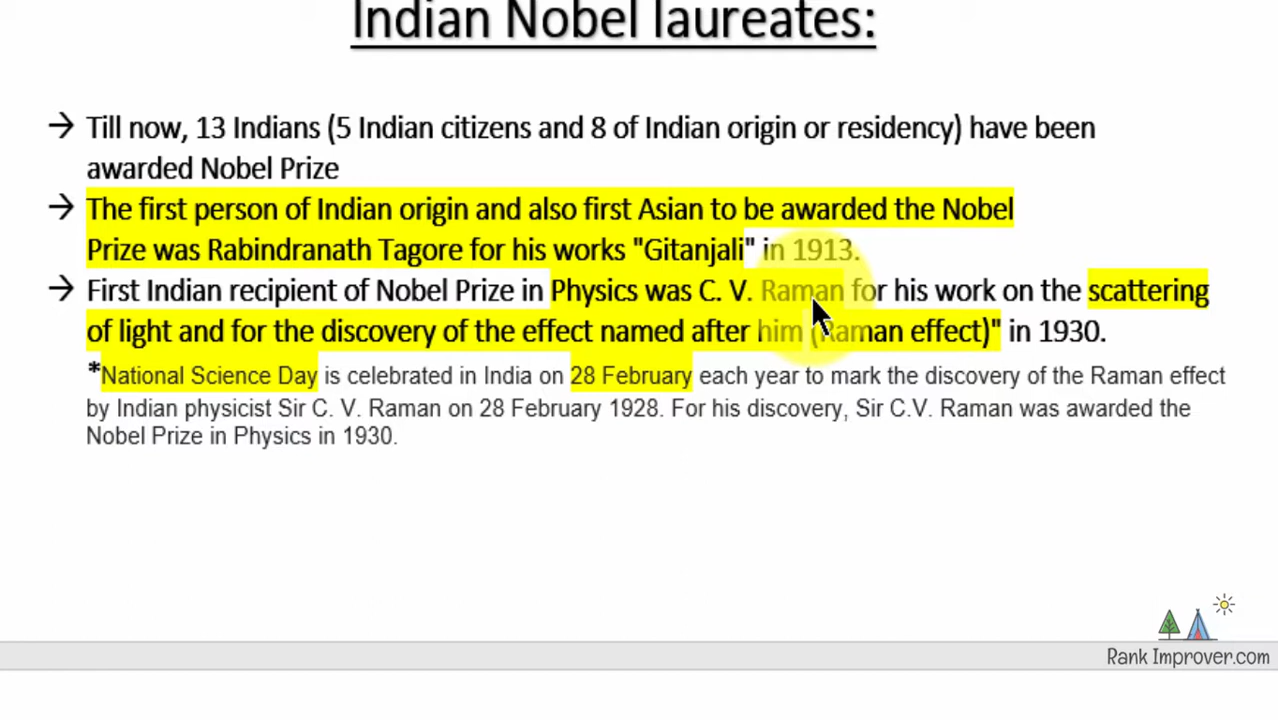 Indian Nobel laureates:
→ Till now, 13 Indians (5 Indian citizens and 8 of Indian origin or residency) have been
awarded Nobel Prize
→ The first person of Indian origin and also first Asian to be awarded the Nobel
Prize was Rabindranath Tagore for his works "Gitanjali" in 1913.
→ First Indian recipient of Nobel Prize in Physics was C. V. Raman for his work on the scattering
of light and for the discovery of the effect named after him (Raman effect)" in 1930.
*National Science Day is celebrated in India on 28 February each year to mark the discovery of the Raman effect
by Indian physicist Sir C. V. Raman on 28 February 1928. For his discovery, Sir C.V. Raman was awarded the
Nobel Prize in Physics in 1930.
Rank Improver.com